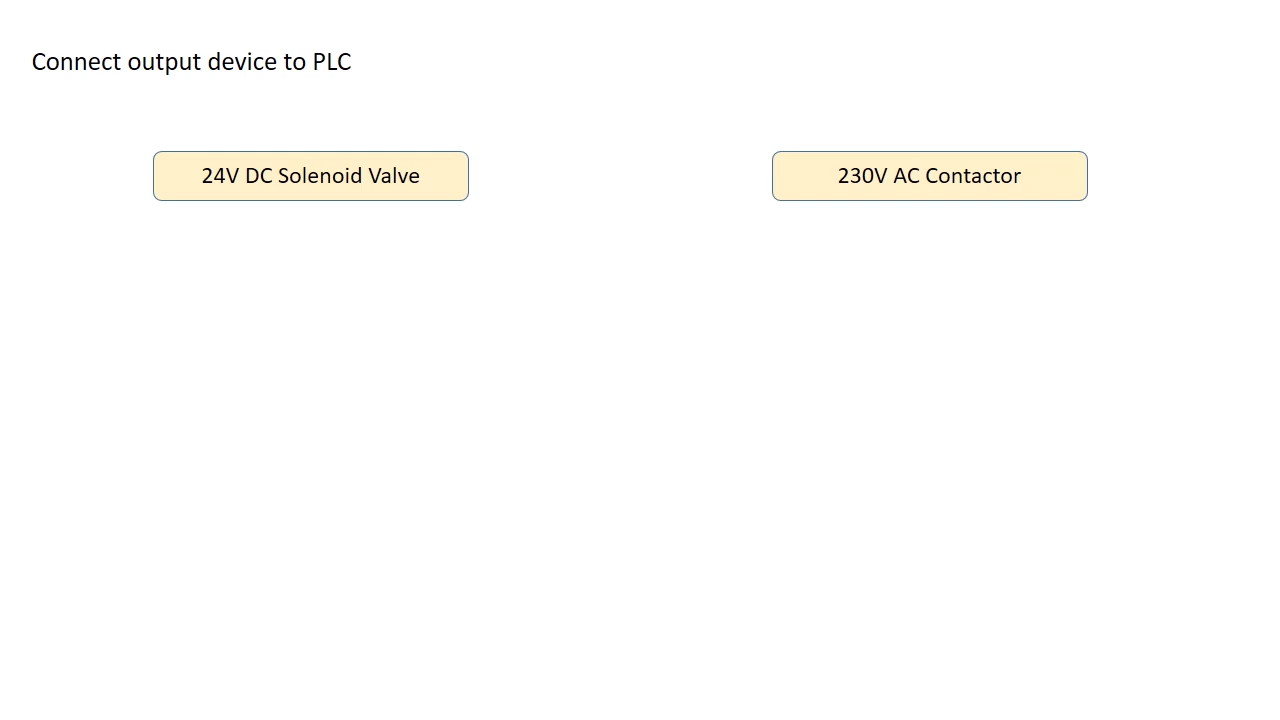 Connect output device to PLC
24V DC Solenoid Valve
230V AC Contactor